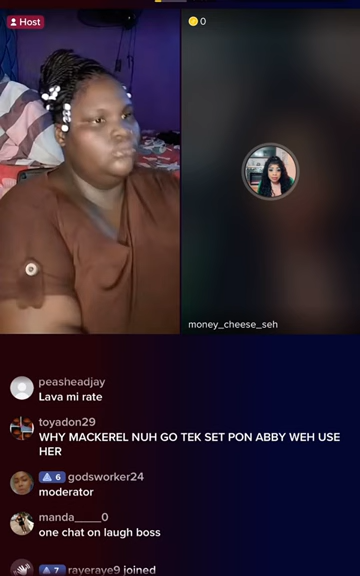 Host
0
money_cheese_seh
peasheadjay
Lava mi rate
toyadon29
WHY MACKEREL NUH GO TEK SET PON ABBY WEH USE
HER
6 godsworker24
moderator
manda____0
one chat on laugh boss
7 rayeraye9 joined